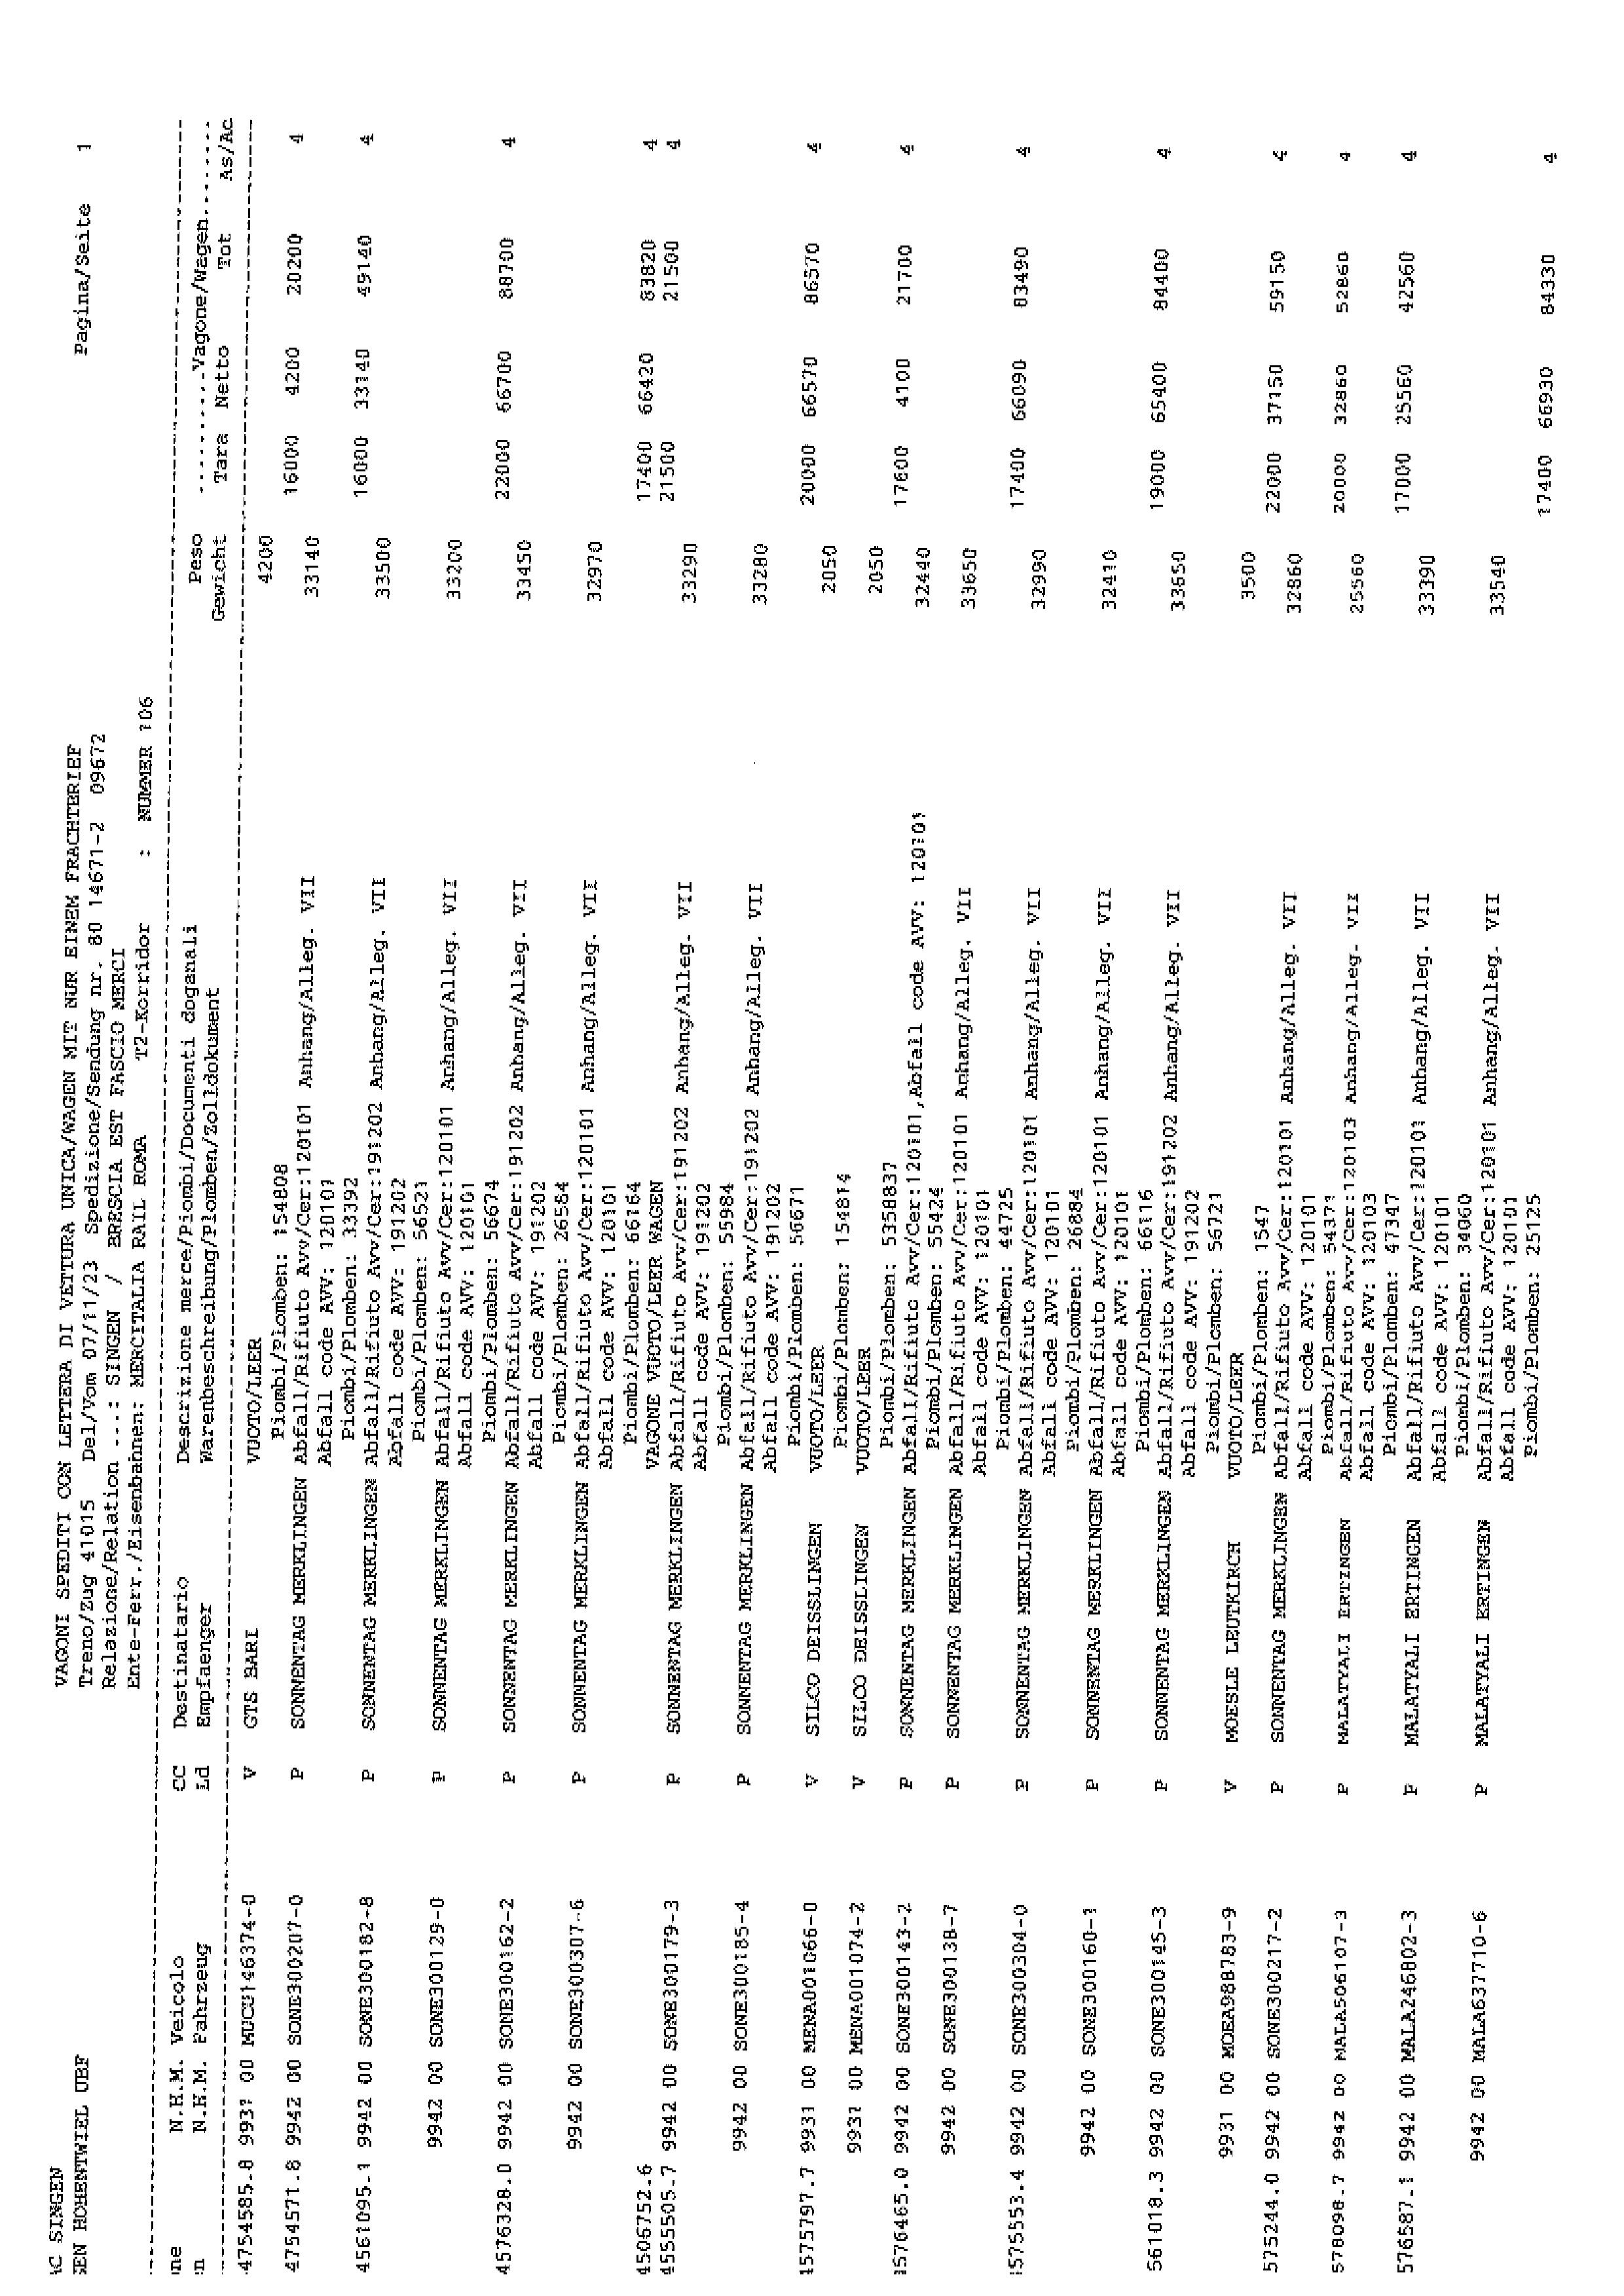 AC SINGEN
GEN HOHENTWIEL UBF
VAGONI SPEDITI CON LETTERA DI VETTURA UNICA/WAGEN MIT NUR EINEM FRACHTBRIEF
Treno/Zug 41015 Del/Vom 07/11/23 Spedizione/Sendung nr. 80 14671-2 09672
Pagina/Seite 1
Relazione/Relation ...: SINGEN / BRESCIA EST FASCIO MERCI
Ente-Ferr./Eisenbahnen: MERCITALIA RAIL ROMA T2-Korridor : NUMMER 106
ne N.H.M. Veicolo CC Destinatario Descrizione merce/Piombi/Documenti doganali Peso ..........Vagone/Wagen........
n N.H.M. Fahrzeug Ld Empfaenger Warenbeschreibung/Plomben/Zolldokument Gewicht Tara Netto Tot As/Ac
4754585.8 9931 00 MUCU146374-0 V GTS BARI VUOTO/LEER 4200
Piombi/Plomben: 154808
16000 4200 20200 4
4754571.8 9942 00 SONE300207-0 P SONNENTAG MERKLINGEN Abfall/Rifiuto Avv/Cer:120101 Anhang/Alleg. VII 33140
Abfall code AVV: 120101
Piombi/Plomben: 33392
16000 33140 49140 4
4561095.1 9942 00 SONE300182-8 P SONNENTAG MERKLINGEN Abfall/Rifiuto Avv/Cer:191202 Anhang/Alleg. VII 33500
Abfall code AVV: 191202
Piombi/Plomben: 56521
9942 00 SONE300129-0 P SONNENTAG MERKLINGEN Abfall/Rifiuto Avv/Cer:120101 Anhang/Alleg. VII 33200
Abfall code AVV: 120101
Piombi/Plomben: 56674
22000 66700 88700 4
4576328.0 9942 00 SONE300162-2 P SONNENTAG MERKLINGEN Abfall/Rifiuto Avv/Cer:191202 Anhang/Alleg. VII 33450
Abfall code AVV: 191202
Piombi/Plomben: 26584
9942 00 SONE300307-6 P SONNENTAG MERKLINGEN Abfall/Rifiuto Avv/Cer:120101 Anhang/Alleg. VII 32970
Abfall code AVV: 120101
Piombi/Plomben: 66164
17400 66420 83820 4
4506752.6 VAGONE VUOTO/LEER WAGEN 21500 21500 4
4555505.7 9942 00 SONE300179-3 P SONNENTAG MERKLINGEN Abfall/Rifiuto Avv/Cer:191202 Anhang/Alleg. VII 33290
Abfall code AVV: 191202
Piombi/Plomben: 55984
9942 00 SONE300185-4 P SONNENTAG MERKLINGEN Abfall/Rifiuto Avv/Cer:191202 Anhang/Alleg. VII 33280
Abfall code AVV: 191202
Piombi/Plomben: 56671
20000 66570 86570 4
4575797.7 9931 00 MENA001066-0 V SILCO DEISSLINGEN VUOTO/LEER 2050
Piombi/Plomben: 154814
9931 00 MENA001074-2 V SILCO DEISSLINGEN VUOTO/LEER 2050
Piombi/Plomben: 5358837
17600 4100 21700 4
4576465.0 9942 00 SONE300143-2 P SONNENTAG MERKLINGEN Abfall/Rifiuto Avv/Cer:120101,Abfall code AVV: 120101 32440
Piombi/Plomben: 55424
9942 00 SONE300138-7 P SONNENTAG MERKLINGEN Abfall/Rifiuto Avv/Cer:120101 Anhang/Alleg. VII 33650
Abfall code AVV: 120101
Piombi/Plomben: 44725
17400 66090 83490 4
4575553.4 9942 00 SONE300304-0 P SONNENTAG MERKLINGEN Abfall/Rifiuto Avv/Cer:120101 Anhang/Alleg. VII 32990
Abfall code AVV: 120101
Piombi/Plomben: 26884
9942 00 SONE300160-1 P SONNENTAG MERKLINGEN Abfall/Rifiuto Avv/Cer:120101 Anhang/Alleg. VII 32410
Abfall code AVV: 120101
Piombi/Plomben: 66116
19000 65400 84400 4
561018.3 9942 00 SONE300145-3 P SONNENTAG MERKLINGEN Abfall/Rifiuto Avv/Cer:191202 Anhang/Alleg. VII 33650
Abfall code AVV: 191202
Piombi/Plomben: 56721
9931 00 MOEA988783-9 V MOESLE LEUTKIRCH VUOTO/LEER 3500
Piombi/Plomben: 1547
22000 37150 59150 4
575244.0 9942 00 SONE300217-2 P SONNENTAG MERKLINGEN Abfall/Rifiuto Avv/Cer:120101 Anhang/Alleg. VII 32860
Abfall code AVV: 120101
Piombi/Plomben: 54371
20000 32860 52860 4
578098.7 9942 00 MALA506107-3 P MALATYALI ERTINGEN Abfall/Rifiuto Avv/Cer:120103 Anhang/Alleg. VII 25560
Abfall code AVV: 120103
Piombi/Plomben: 47347
17000 25560 42560 4
576587.1 9942 00 MALA246802-3 P MALATYALI ERTINGEN Abfall/Rifiuto Avv/Cer:120101 Anhang/Alleg. VII 33390
Abfall code AVV: 120101
Piombi/Plomben: 34060
9942 00 MALA637710-6 P MALATYALI ERTINGEN Abfall/Rifiuto Avv/Cer:120101 Anhang/Alleg. VII 33540
Abfall code AVV: 120101
Piombi/Plomben: 25125
17400 66930 84330 4